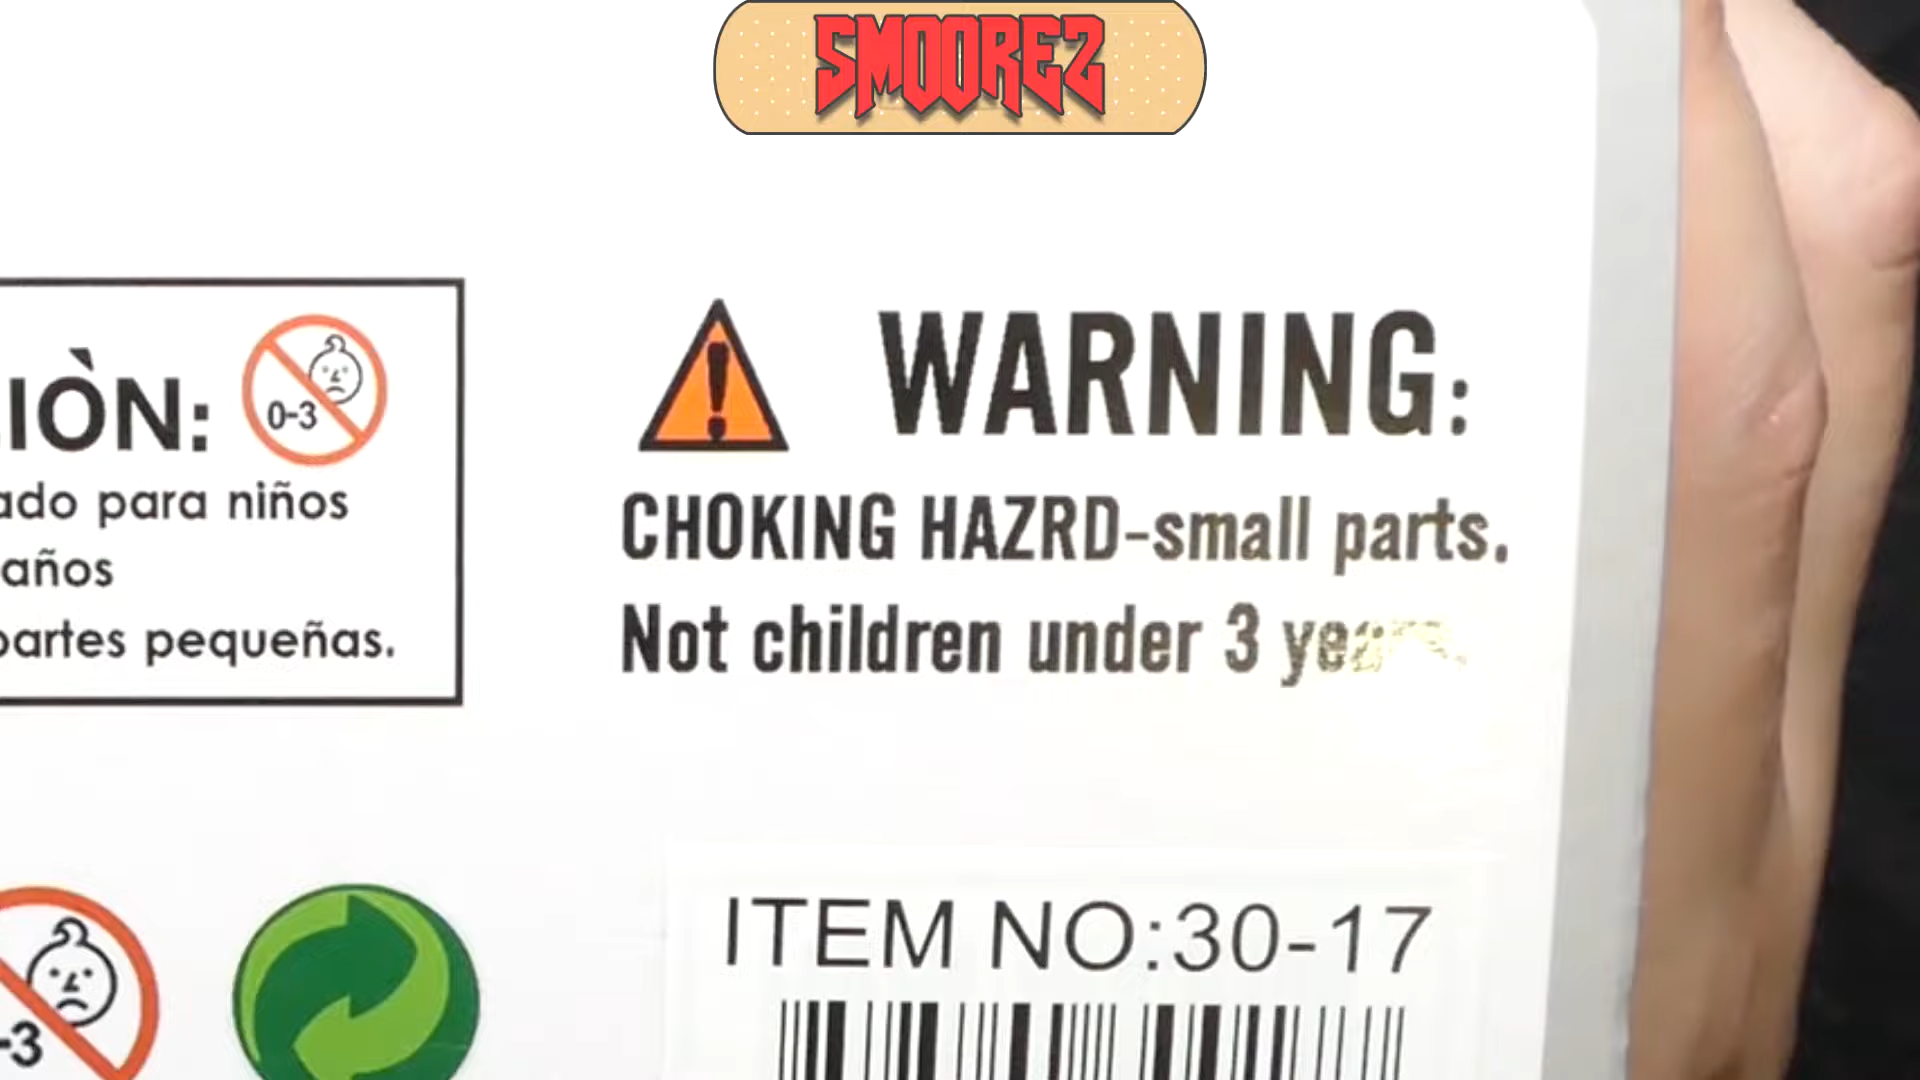 SMOOREZ
IÒN:
0-3
ado para niños
años
partes pequeñas.
WARNING:
CHOKING HAZRD-small parts.
Not children under 3 years.
-3
ITEM NO:30-17